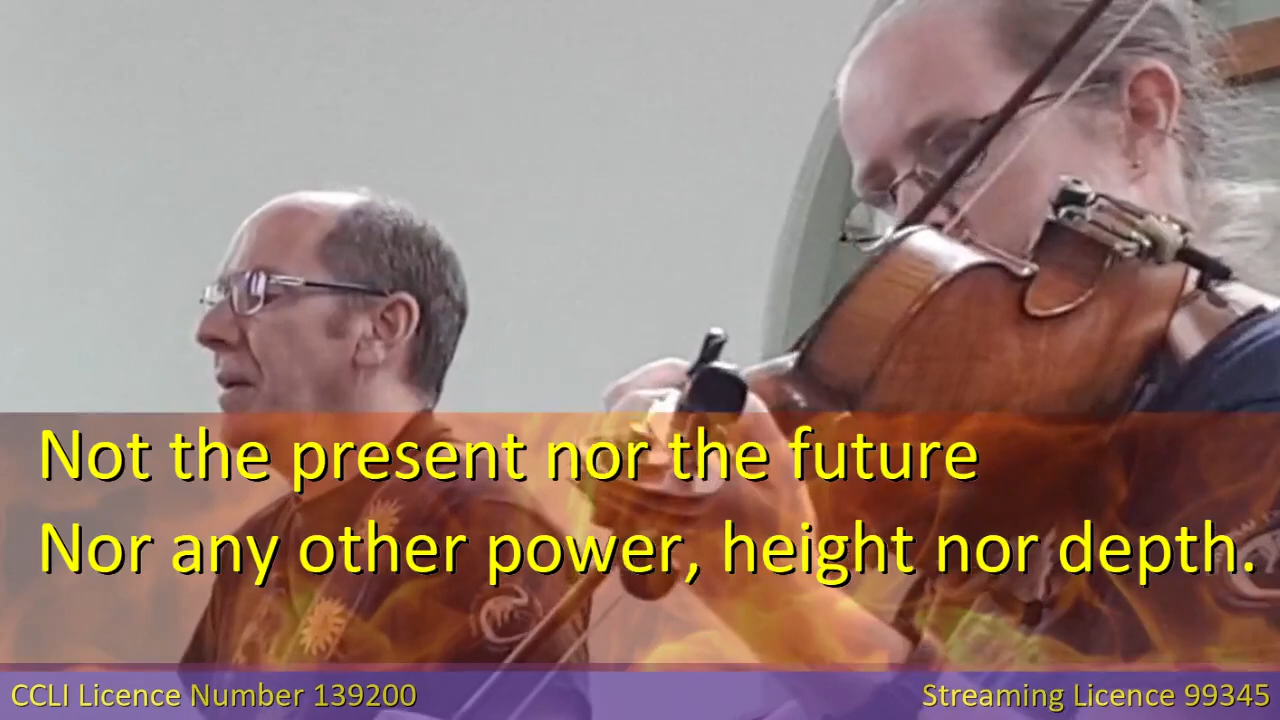 Not the present nor the future
Nor any other power, height nor depth.
CCLI Licence Number 139200
Streaming Licence 99345